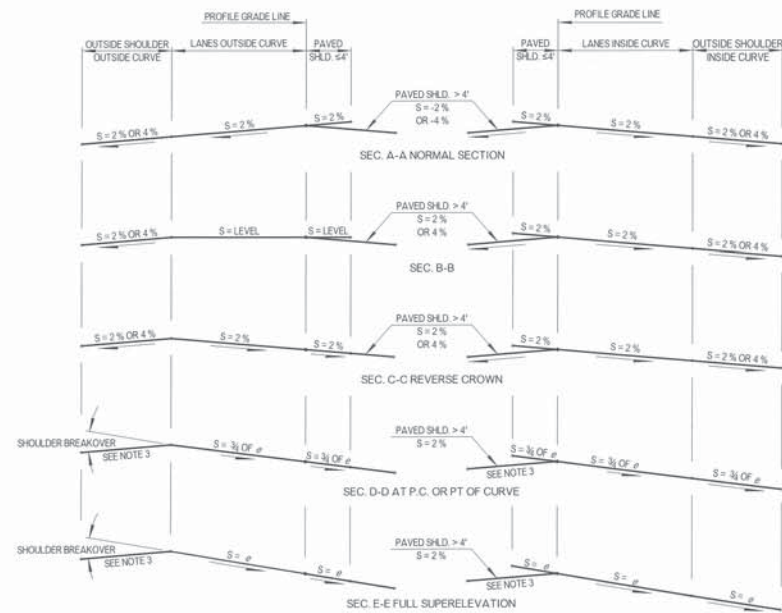 PROFILE GRADE LINE
PROFILE GRADE LINE
OUTSIDE SHOULDER
OUTSIDE CURVE
LANES OUTSIDE CURVE
PAVED
SHLD. ≤4'
PAVED
SHLD. ≤4'
LANES INSIDE CURVE
OUTSIDE SHOULDER
INSIDE CURVE
S = 2 % OR 4 %
S = 2 %
S = 2 %
PAVED SHLD. > 4'
S = -2 %
OR -4 %
S = 2 %
S = 2 %
S = 2 % OR 4 %
SEC. A-A NORMAL SECTION
S = 2 % OR 4 %
S = LEVEL
S = LEVEL
PAVED SHLD. > 4'
S = 2 %
OR 4 %
S = 2 %
S = 2 %
S = 2 % OR 4 %
SEC. B-B
S = 2 % OR 4 %
S = 2 %
S = 2 %
PAVED SHLD. > 4'
S = 2 %
OR 4 %
S = 2 %
S = 2 %
S = 2 % OR 4 %
SEC. C-C REVERSE CROWN
SHOULDER BREAKOVER
SEE NOTE 3
S = ¾ OF e
S = ¾ OF e
PAVED SHLD. > 4'
S = 2 %
SEE NOTE 3
S = ¾ OF e
S = ¾ OF e
S = ¾ OF e
SEC. D-D AT P.C. OR PT OF CURVE
SHOULDER BREAKOVER
SEE NOTE 3
S = e
S = e
PAVED SHLD. > 4'
S = 2 %
SEE NOTE 3
S = e
S = e
S = e
SEC. E-E FULL SUPERELEVATION